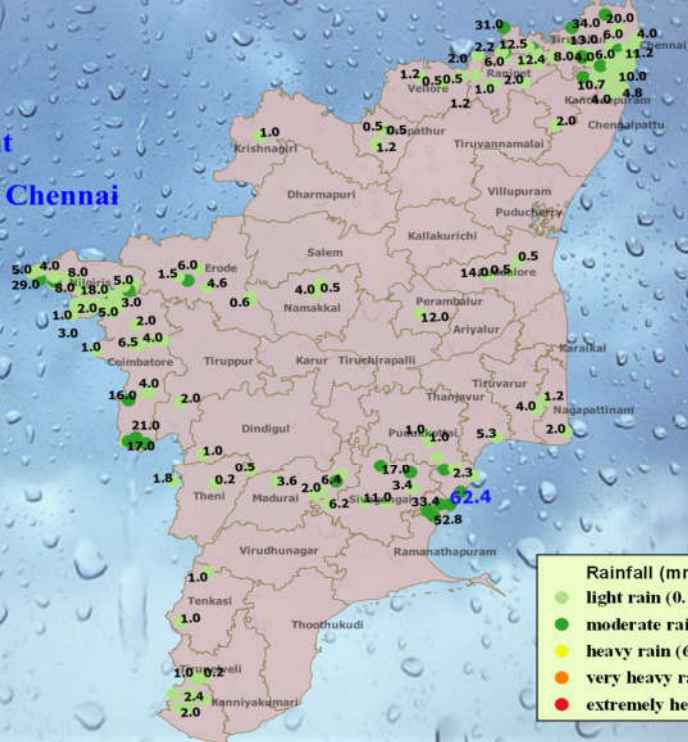 31.0
34.0
20.0
2.2 12.5
13.0 6.0 4.0
Chennai
2.0
6.0 12.4
8.0 4.0 6.0 11.2
Ranipet
1.2
0.5 0.5
2.0
10.0
Vellore
1.0
10.7
4.8
1.2
4.0
Kancheepuram
0.5 0.5
2.0
Chennalpattu
1.0
1.2
Tiruvannamalai
Krishnagiri
Chennai
Dharmapuri
Villupuram
Puducherry
Kallakurichi
Salem
5.0 4.0 8.0
29.0 8.0 18.0 5.0
Nilgiris
1.5 6.0
Erode
4.6
0.5
14.0 0.5
1.0 2.0 5.0 3.0
0.6
4.0 0.5
Namakkal
Perambalur
12.0
3.0
2.0
Ariyalur
1.0
6.5 4.0
Coimbatore
Tiruppur
Karur
Tiruchirapalli
Karaikal
16.0
4.0
2.0
Tiruvarur
Thanjavur
1.2
4.0
Nagapattinam
21.0
17.0
Dindigul
1.0
1.0
5.3
2.0
1.0
1.8
0.2
0.5
Theni
3.6
Madurai
2.0
6.4
17.0
2.3
6.2
11.0
3.4
33.4
62.4
52.8
Virudhunagar
Ramanathapuram
1.0
Tenkasi
1.0
Thoothukudi
1.0 0.2
2.4
Kanniyakumari
2.0
Rainfall (mm
light rain (0.
moderate rai
heavy rain (6
very heavy ra
extremely he